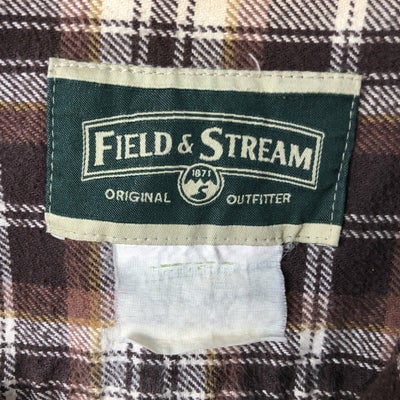 FIELD & STREAM
1871
ORIGINAL OUTFITTER